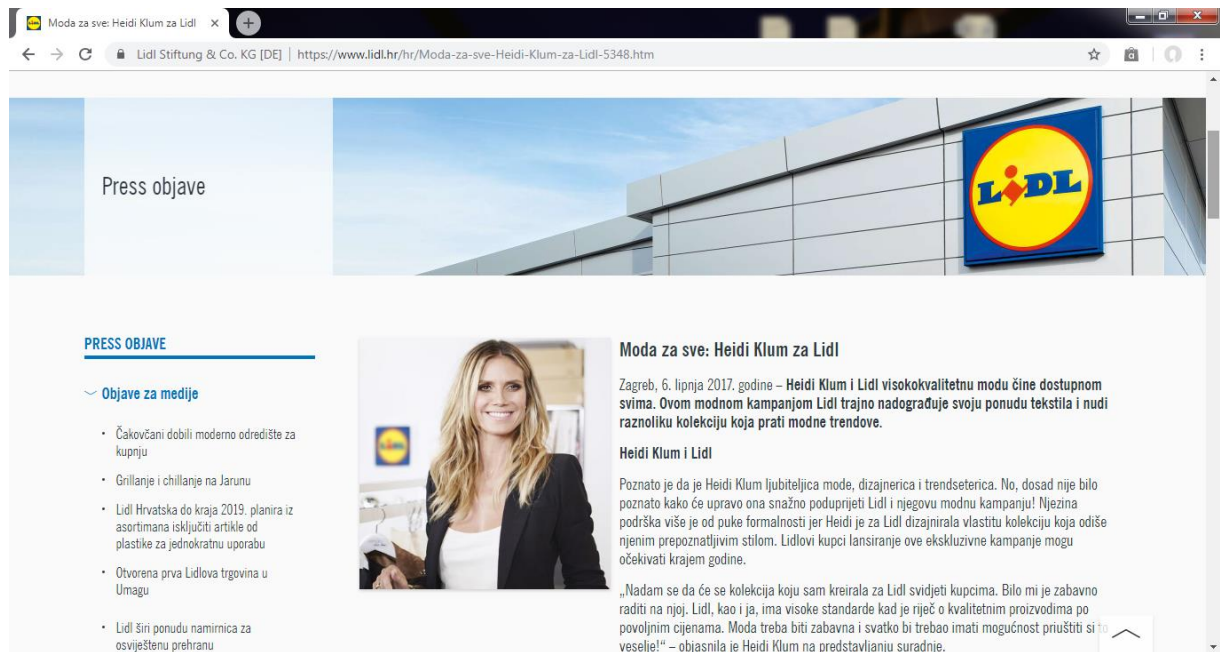 Moda za sve: Heidi Klum za Lidl
Lidl Stiftung & Co. KG [DE] | https://www.lidl.hr/hr/Moda-za-sve-Heidi-Klum-za-Lidl-5348.htm
Press objave
LIDL
PRESS OBJAVE
Objave za medije
• Čakovčani dobili moderno odredište za
kupnju
• Grillanje i chillanje na Jarunu
• Lidl Hrvatska do kraja 2019. planira iz
asortimana isključiti artikle od
plastike za jednokratnu uporabu
• Otvorena prva Lidlova trgovina u
Umagu
• Lidl širi ponudu namirnica za
osviještenu prehranu
LIDL
Moda za sve: Heidi Klum za Lidl
Zagreb, 6. lipnja 2017. godine – Heidi Klum i Lidl visokokvalitetnu modu čine dostupnom
svima. Ovom modnom kampanjom Lidl trajno nadograđuje svoju ponudu tekstila i nudi
raznoliku kolekciju koja prati modne trendove.
Heidi Klum i Lidl
Poznato je da je Heidi Klum ljubiteljica mode, dizajnerica i trendseterica. No, dosad nije bilo
poznato kako će upravo ona snažno poduprijeti Lidl i njegovu modnu kampanju! Njezina
podrška više je od puke formalnosti jer Heidi je za Lidl dizajnirala vlastitu kolekciju koja odiše
njenim prepoznatljivim stilom. Lidlovi kupci lansiranje ove ekskluzivne kampanje mogu
očekivati krajem godine.
„Nadam se da će se kolekcija koju sam kreirala za Lidl svidjeti kupcima. Bilo mi je zabavno
raditi na njoj. Lidl, kao i ja, ima visoke standarde kad je riječ o kvalitetnim proizvodima po
povoljnim cijenama. Moda treba biti zabavna i svatko bi trebao imati mogućnost priuštiti si to
veselje!“ – objasnila je Heidi Klum na predstavljanju suradnje.